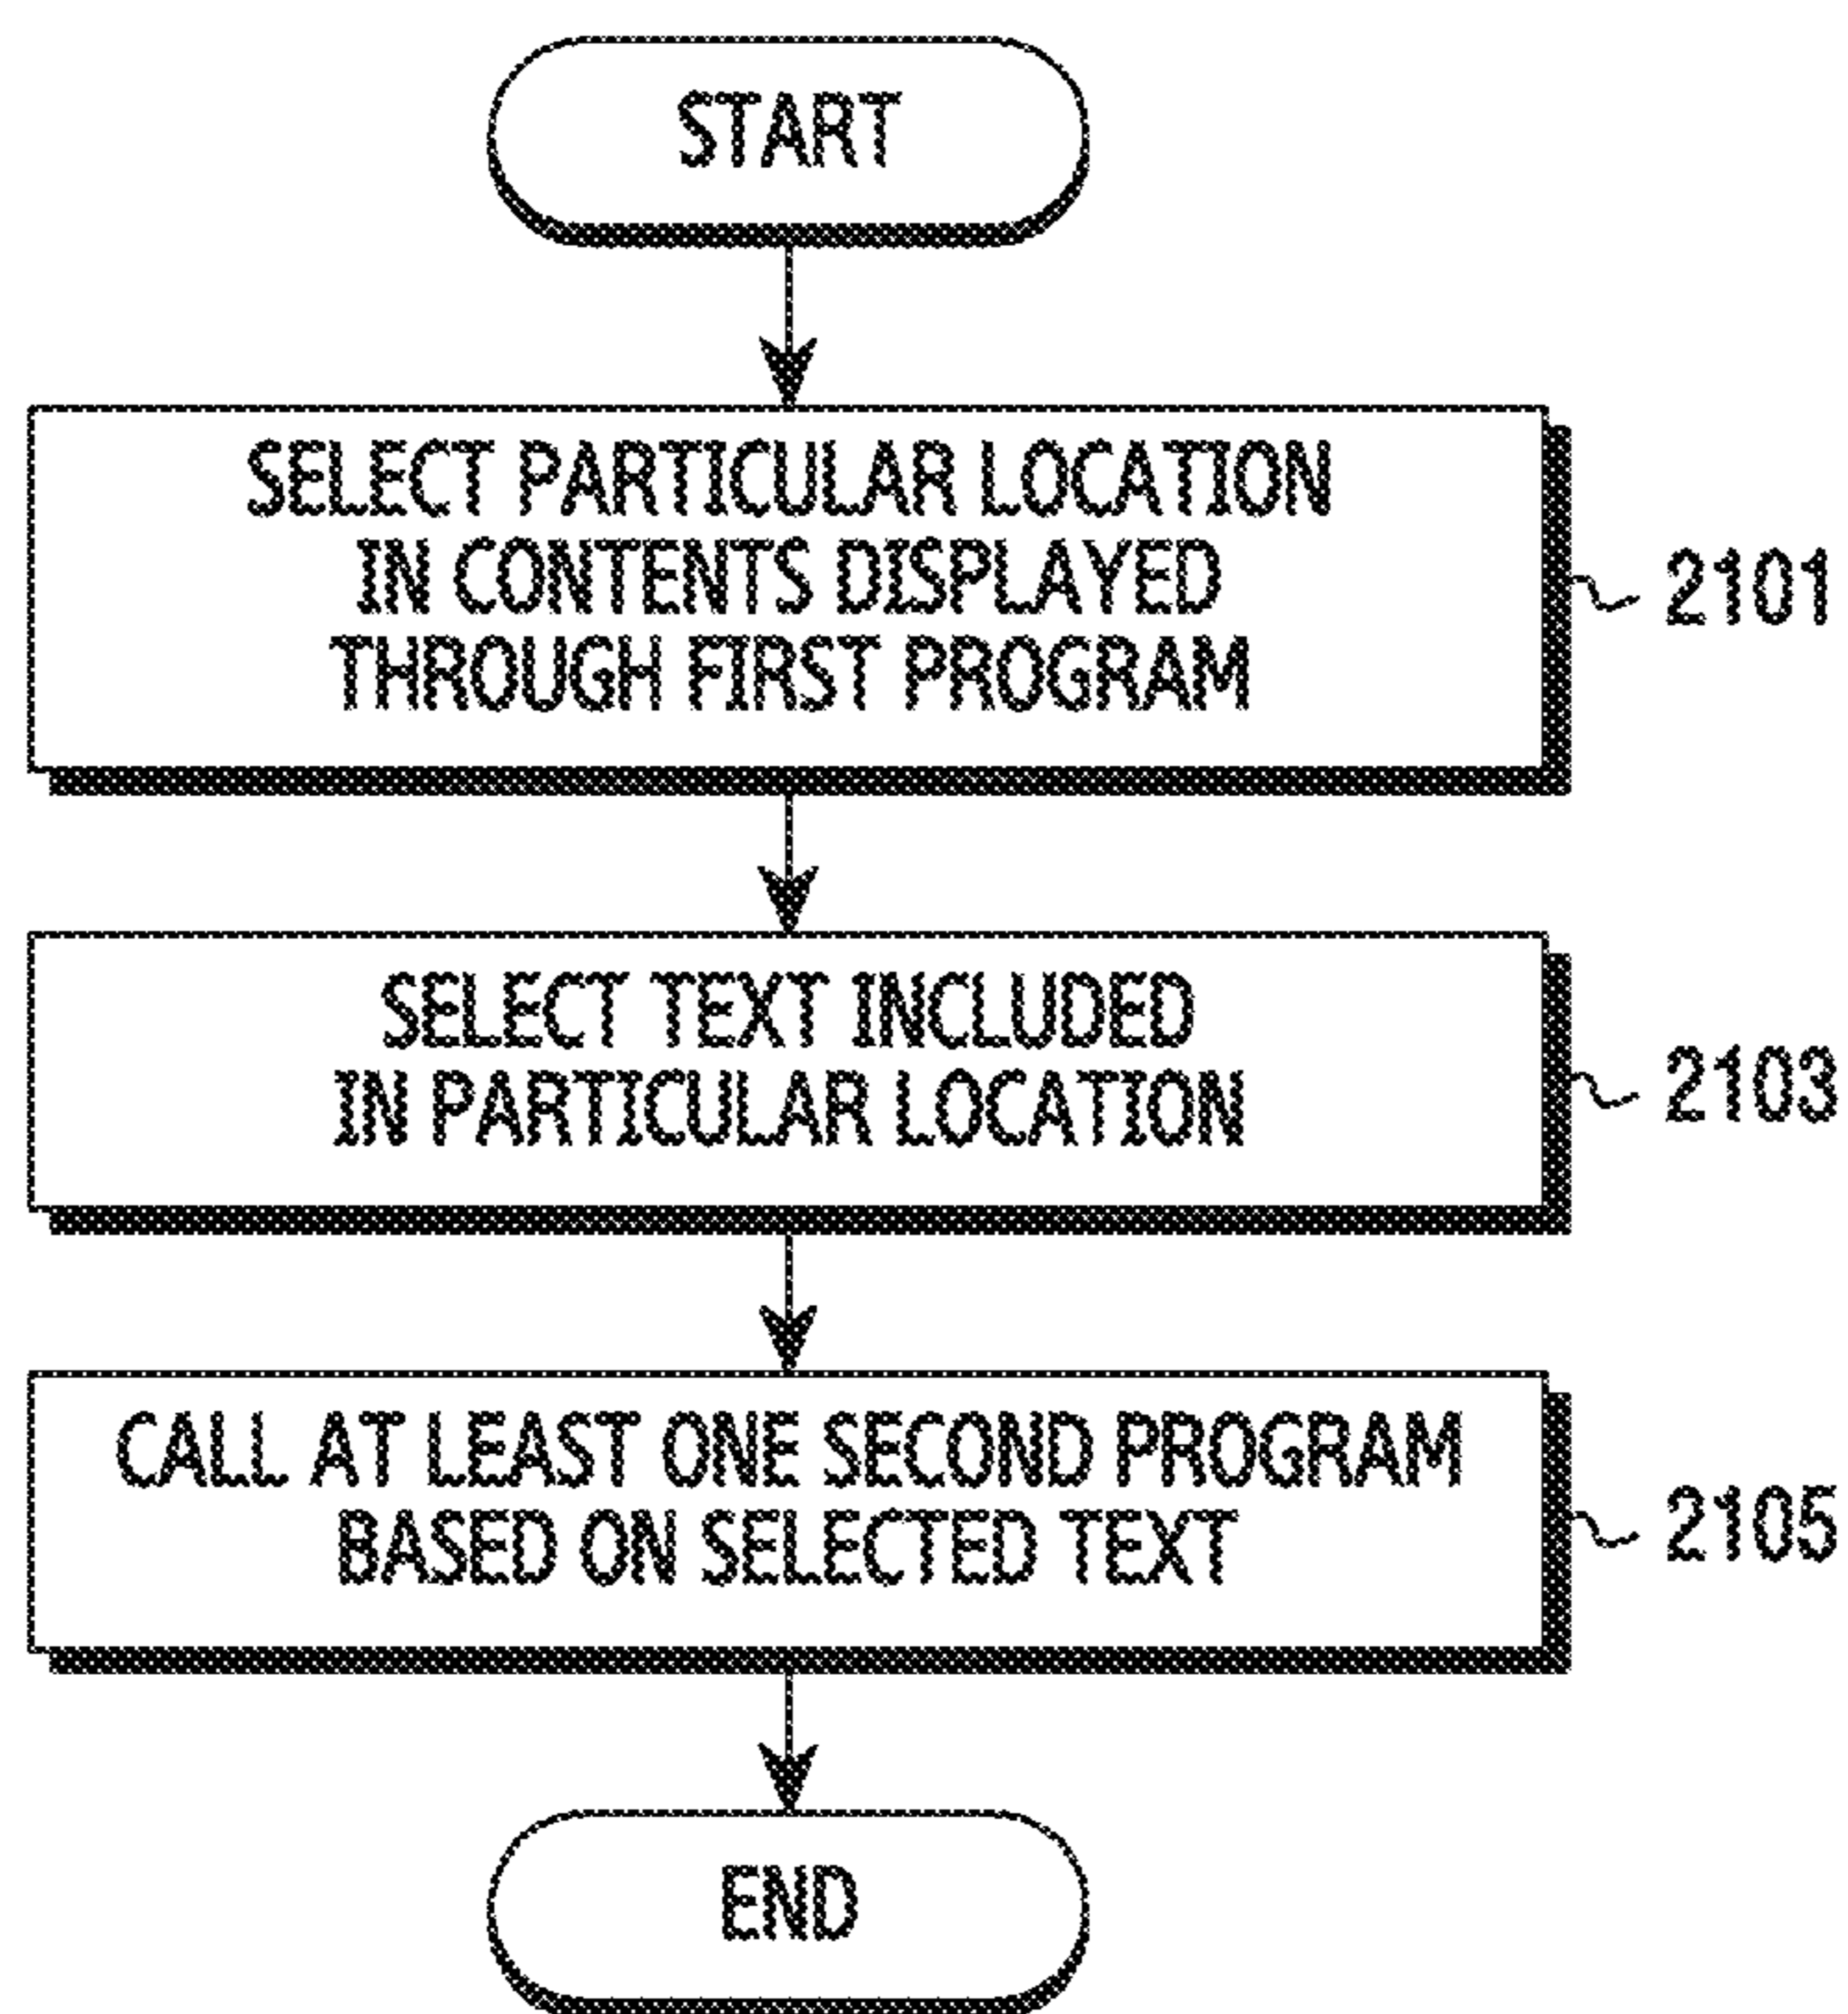 START
SELECT PARTICULAR LOCATION
IN CONTENTS DISPLAYED
THROUGH FIRST PROGRAM
2101
SELECT TEXT INCLUDED
IN PARTICULAR LOCATION
2103
CALL AT LEAST ONE SECOND PROGRAM
BASED ON SELECTED TEXT
2105
END